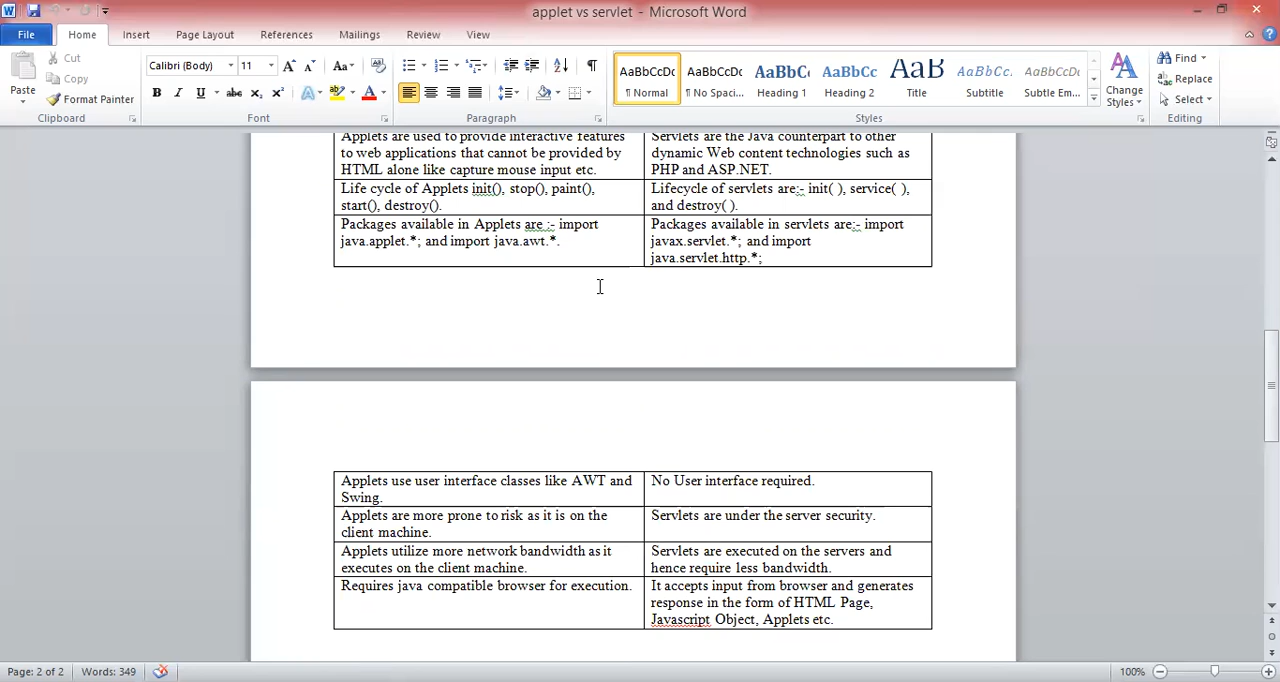 applet vs servlet - Microsoft Word
File Home Insert Page Layout References Mailings Review View
Cut
Copy
Format Painter
Paste
Calibri (Body) 11
AaBbCcDc AaBbCcDc AaBbC AaBbCc AaB AaBbCc. AaBbCcDc
¶ Normal ¶ No Spaci... Heading 1 Heading 2 Title Subtitle Subtle Em...
Change
Styles
Find
Replace
Select
Clipboard Font Paragraph Styles Editing
Applets are used to provide interactive features
to web applications that cannot be provided by
HTML alone like capture mouse input etc.
Servlets are the Java counterpart to other
dynamic Web content technologies such as
PHP and ASP.NET.
Life cycle of Applets init(), stop(), paint(),
start(), destroy().
Lifecycle of servlets are:- init( ), service( ),
and destroy( ).
Packages available in Applets are :- import
java.applet.*; and import java.awt.*.
Packages available in servlets are:- import
javax.servlet.*; and import
java.servlet.http.*;
Applets use user interface classes like AWT and
Swing.
No User interface required.
Applets are more prone to risk as it is on the
client machine.
Servlets are under the server security.
Applets utilize more network bandwidth as it
executes on the client machine.
Servlets are executed on the servers and
hence require less bandwidth.
Requires java compatible browser for execution.
It accepts input from browser and generates
response in the form of HTML Page,
Javascript Object, Applets etc.
Page: 2 of 2 Words: 349 100%